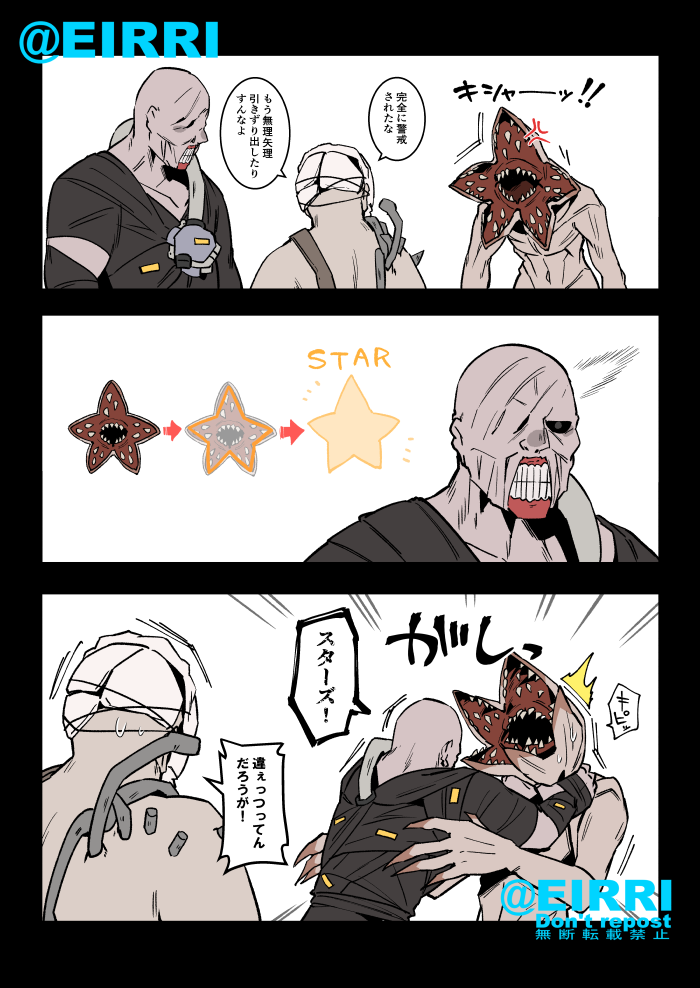 @EIRRI
キシャーーッ!!
完全に警戒
されたな
もう無理矢理
引きずり出したり
すんなよ
STAR
がしっ
キピッ
スターズ!
違ぇっつってん
だろうが!
@EIRRI
Don't repost
無断転載禁止